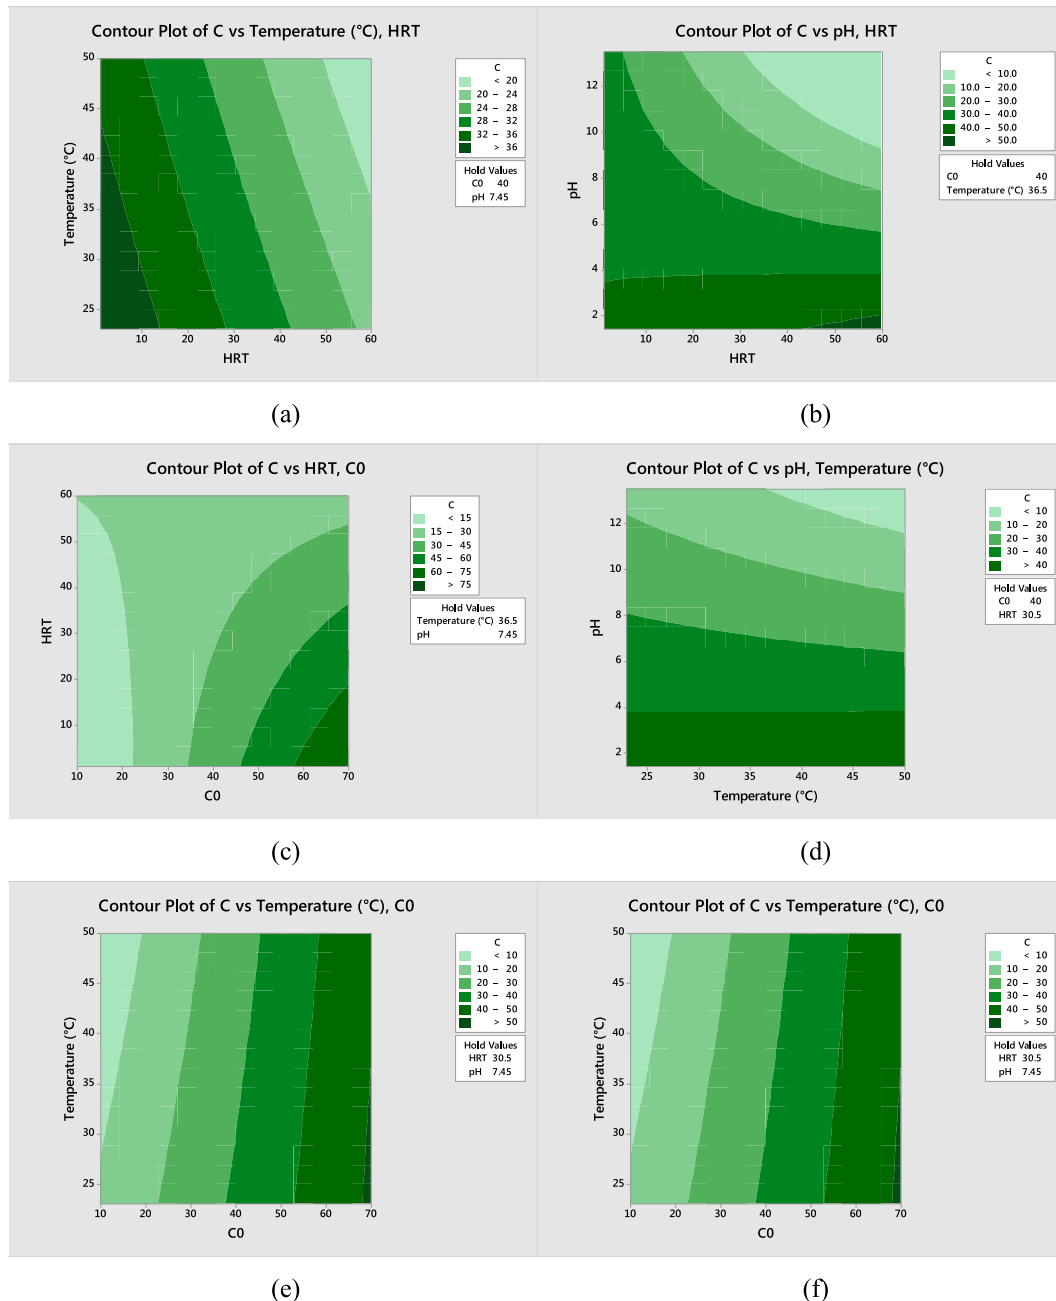 Contour Plot of C vs Temperature (°C), HRT
50
45
40
35
30
25
10
20
30
40
50
60
Temperature (°C)
HRT
C
< 20
20 – 24
24 – 28
28 – 32
32 – 36
> 36
Hold Values
C0 40
pH 7.45
(a)
Contour Plot of C vs pH, HRT
12
10
8
6
4
2
10
20
30
40
50
60
pH
HRT
C
< 10.0
10.0 – 20.0
20.0 – 30.0
30.0 – 40.0
40.0 – 50.0
> 50.0
Hold Values
C0 40
Temperature (°C) 36.5
(b)
Contour Plot of C vs HRT, C0
60
50
40
30
20
10
10
20
30
40
50
60
70
HRT
C0
C
< 15
15 – 30
30 – 45
45 – 60
60 – 75
> 75
Hold Values
Temperature (°C) 36.5
pH 7.45
(c)
Contour Plot of C vs pH, Temperature (°C)
12
10
8
6
4
2
25
30
35
40
45
50
pH
Temperature (°C)
C
< 10
10 – 20
20 – 30
30 – 40
> 40
Hold Values
C0 40
HRT 30.5
(d)
Contour Plot of C vs Temperature (°C), C0
50
45
40
35
30
25
10
20
30
40
50
60
70
Temperature (°C)
C0
C
< 10
10 – 20
20 – 30
30 – 40
40 – 50
> 50
Hold Values
HRT 30.5
pH 7.45
(e)
Contour Plot of C vs Temperature (°C), C0
50
45
40
35
30
25
10
20
30
40
50
60
70
Temperature (°C)
C0
C
< 10
10 – 20
20 – 30
30 – 40
40 – 50
> 50
Hold Values
HRT 30.5
pH 7.45
(f)